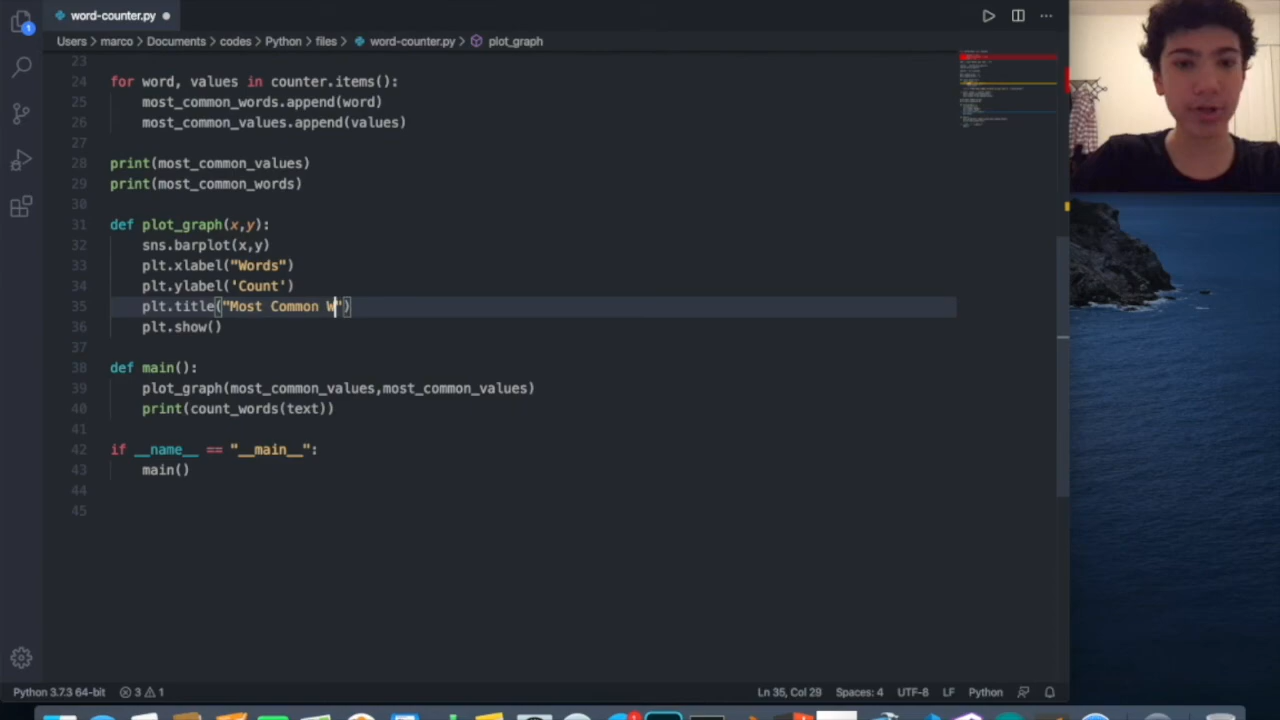 word-counter.py
Users > marco > Documents > codes > Python > files > word-counter.py > plot_graph
1
23
24 for word, values in counter.items():
25 most_common_words.append(word)
26 most_common_values.append(values)
27
28 print(most_common_values)
29 print(most_common_words)
30
31 def plot_graph(x,y):
32 sns.barplot(x,y)
33 plt.xlabel("Words")
34 plt.ylabel('Count')
35 plt.title("Most Common W")
36 plt.show()
37
38 def main():
39 plot_graph(most_common_values,most_common_values)
40 print(count_words(text))
41
42 if __name__ == "__main__":
43 main()
44
45
Python 3.7.3 64-bit 3 1 Ln 35, Col 29 Spaces: 4 UTF-8 LF Python